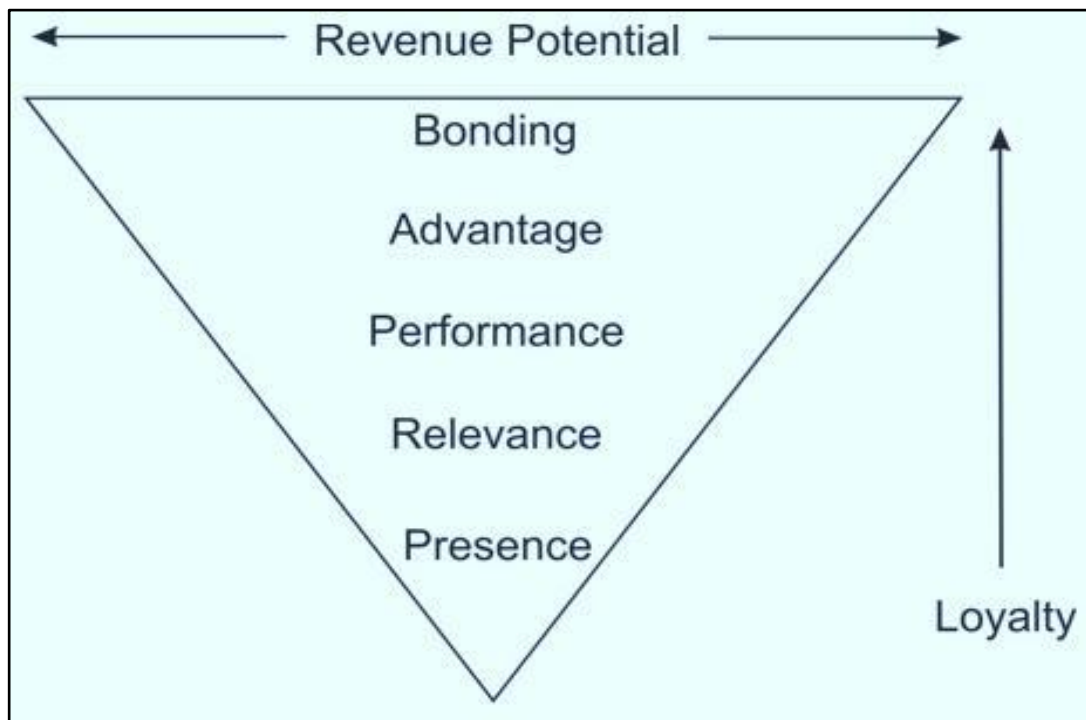 Revenue Potential
Bonding
Advantage
Performance
Relevance
Presence
Loyalty